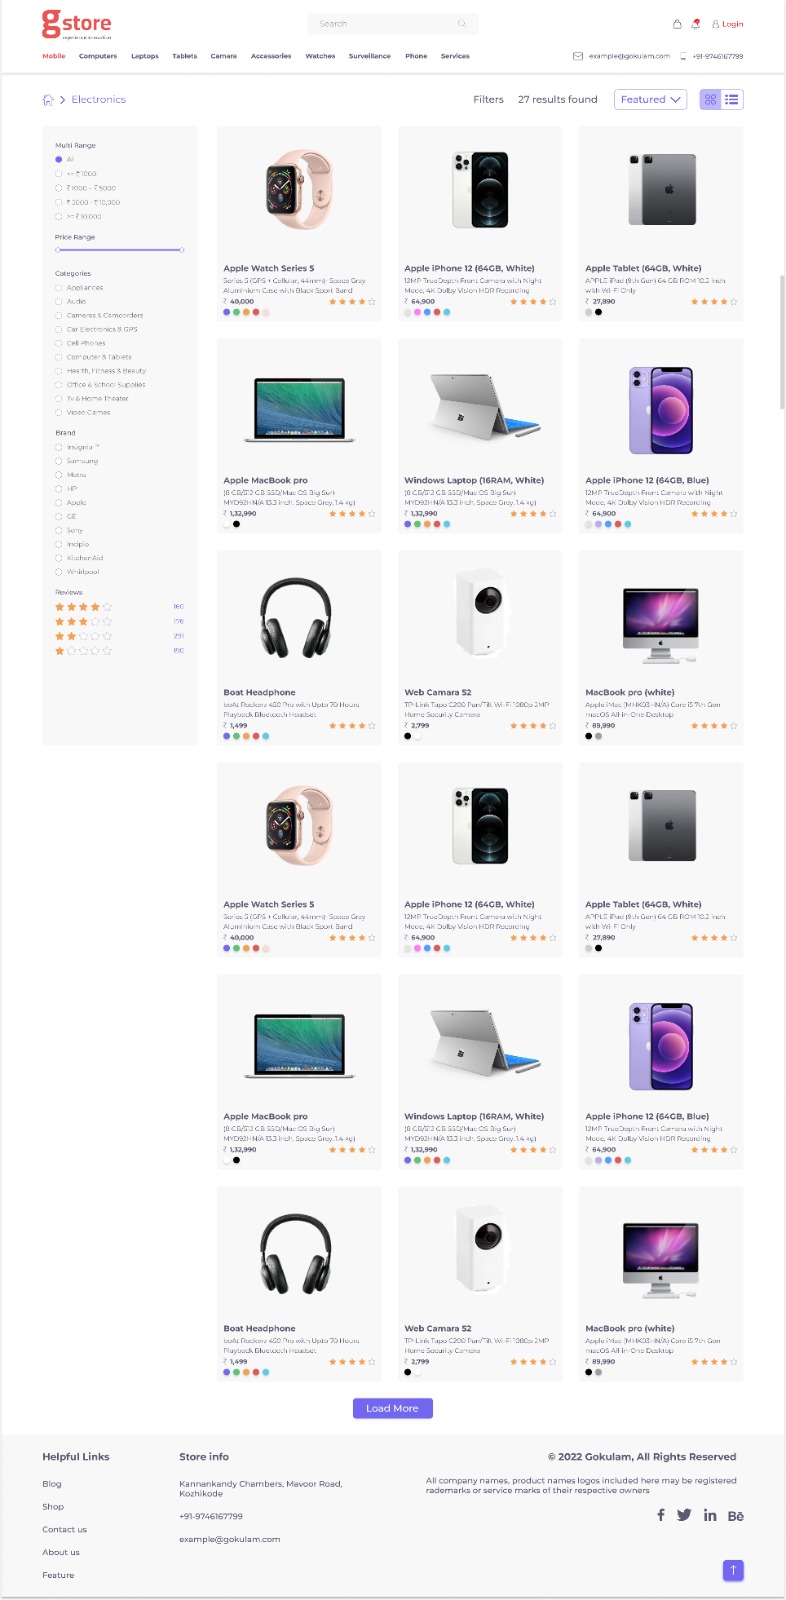 gstore
Search
Login
Mobile Computers Laptops Tablets Camara Accessories Watches Surveillance Phone Services
example@gokulam.com +91-9746167799
Electronics
Filters 27 results found Featured
Multi Range
Al
<= ₹ 1000
₹ 1000 - ₹ 5000
₹ 5000 - ₹ 10,000
>= ₹ 10,000
Price Range
Categories
Appliances
Audio
Cameras & Camcorders
Car Electronics & GPS
Cell Phones
Computer & Tablets
Health, Fitness & Beauty
Office & School Supplies
Tv & Home Theater
Video Games
Brand
Insignia ™
Samsung
Metra
HP
Apple
GE
Sony
Incipio
KitchenAid
Whirlpool
Reviews
160
176
291
190
Apple Watch Series 5
Series 5 (GPS + Cellular, 44mm)- Space Gray
Aluminium Case with Black Sport Band
₹ 40,000
Apple iPhone 12 (64GB, White)
12MP TrueDepth Front Camera with Night
Mode, 4K Dolby Vision HDR Recording
₹ 64,900
Apple Tablet (64GB, White)
APPLE iPad (9th Gen) 64 GB ROM 10.2 inch
with Wi-Fi Only
₹ 27,890
Apple MacBook pro
(8 GB/512 GB SSD/Mac OS Big Sur)
MYD92HN/A 13.3 inch, Space Grey, 1.4 kg)
₹ 1,32,990
Windows Laptop (16RAM, White)
(8 GB/512 GB SSD/Mac OS Big Sur)
MYD92HN/A 13.3 inch, Space Grey, 1.4 kg)
₹ 1,32,990
Apple iPhone 12 (64GB, Blue)
12MP TrueDepth Front Camera with Night
Mode, 4K Dolby Vision HDR Recording
₹ 64,900
Boat Headphone
boAt Rockerz 450 Pro with Upto 70 Hours
Playback Bluetooth Headset
₹ 1,499
Web Camara 52
TP-Link Tapo C200 Pan/Tilt Wi-Fi 1080p 2MP
Home Security Camera
₹ 2,799
MacBook pro (white)
Apple iMac (MHK03HN/A) Core i5 7th Gen
macOS All-in-One Desktop
₹ 89,990
Apple Watch Series 5
Series 5 (GPS + Cellular, 44mm)- Space Gray
Aluminium Case with Black Sport Band
₹ 40,000
Apple iPhone 12 (64GB, White)
12MP TrueDepth Front Camera with Night
Mode, 4K Dolby Vision HDR Recording
₹ 64,900
Apple Tablet (64GB, White)
APPLE iPad (9th Gen) 64 GB ROM 10.2 inch
with Wi-Fi Only
₹ 27,890
Apple MacBook pro
(8 GB/512 GB SSD/Mac OS Big Sur)
MYD92HN/A 13.3 inch, Space Grey, 1.4 kg)
₹ 1,32,990
Windows Laptop (16RAM, White)
(8 GB/512 GB SSD/Mac OS Big Sur)
MYD92HN/A 13.3 inch, Space Grey, 1.4 kg)
₹ 1,32,990
Apple iPhone 12 (64GB, Blue)
12MP TrueDepth Front Camera with Night
Mode, 4K Dolby Vision HDR Recording
₹ 64,900
Boat Headphone
boAt Rockerz 450 Pro with Upto 70 Hours
Playback Bluetooth Headset
₹ 1,499
Web Camara 52
TP-Link Tapo C200 Pan/Tilt Wi-Fi 1080p 2MP
Home Security Camera
₹ 2,799
MacBook pro (white)
Apple iMac (MHK03HN/A) Core i5 7th Gen
macOS All-in-One Desktop
₹ 89,990
Load More
Helpful Links
Blog
Shop
Contact us
About us
Feature
Store info
Kannankandy Chambers, Mavoor Road,
Kozhikode
+91-9746167799
example@gokulam.com
© 2022 Gokulam, All Rights Reserved
All company names, product names logos included here may be registered
rademarks or service marks of their respective owners